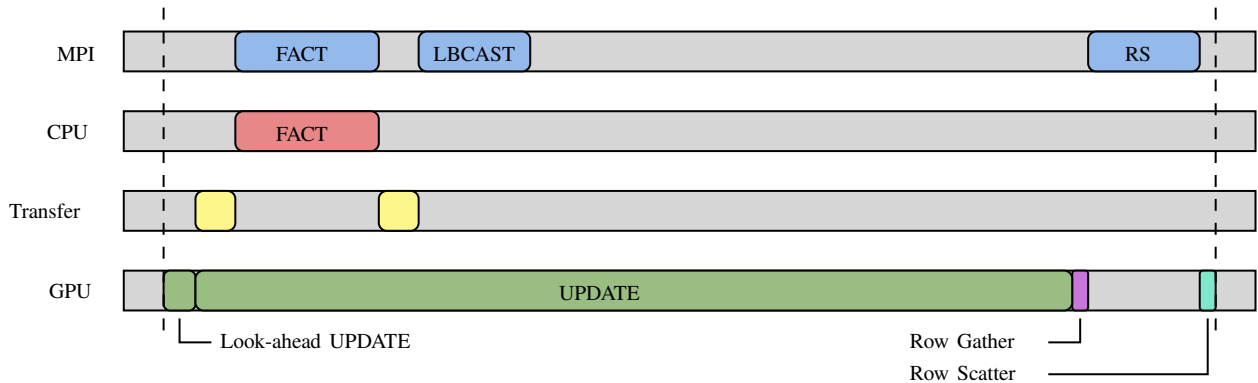 MPI
FACT
LBCAST
RS
CPU
FACT
Transfer
GPU
UPDATE
Look-ahead UPDATE
Row Gather
Row Scatter